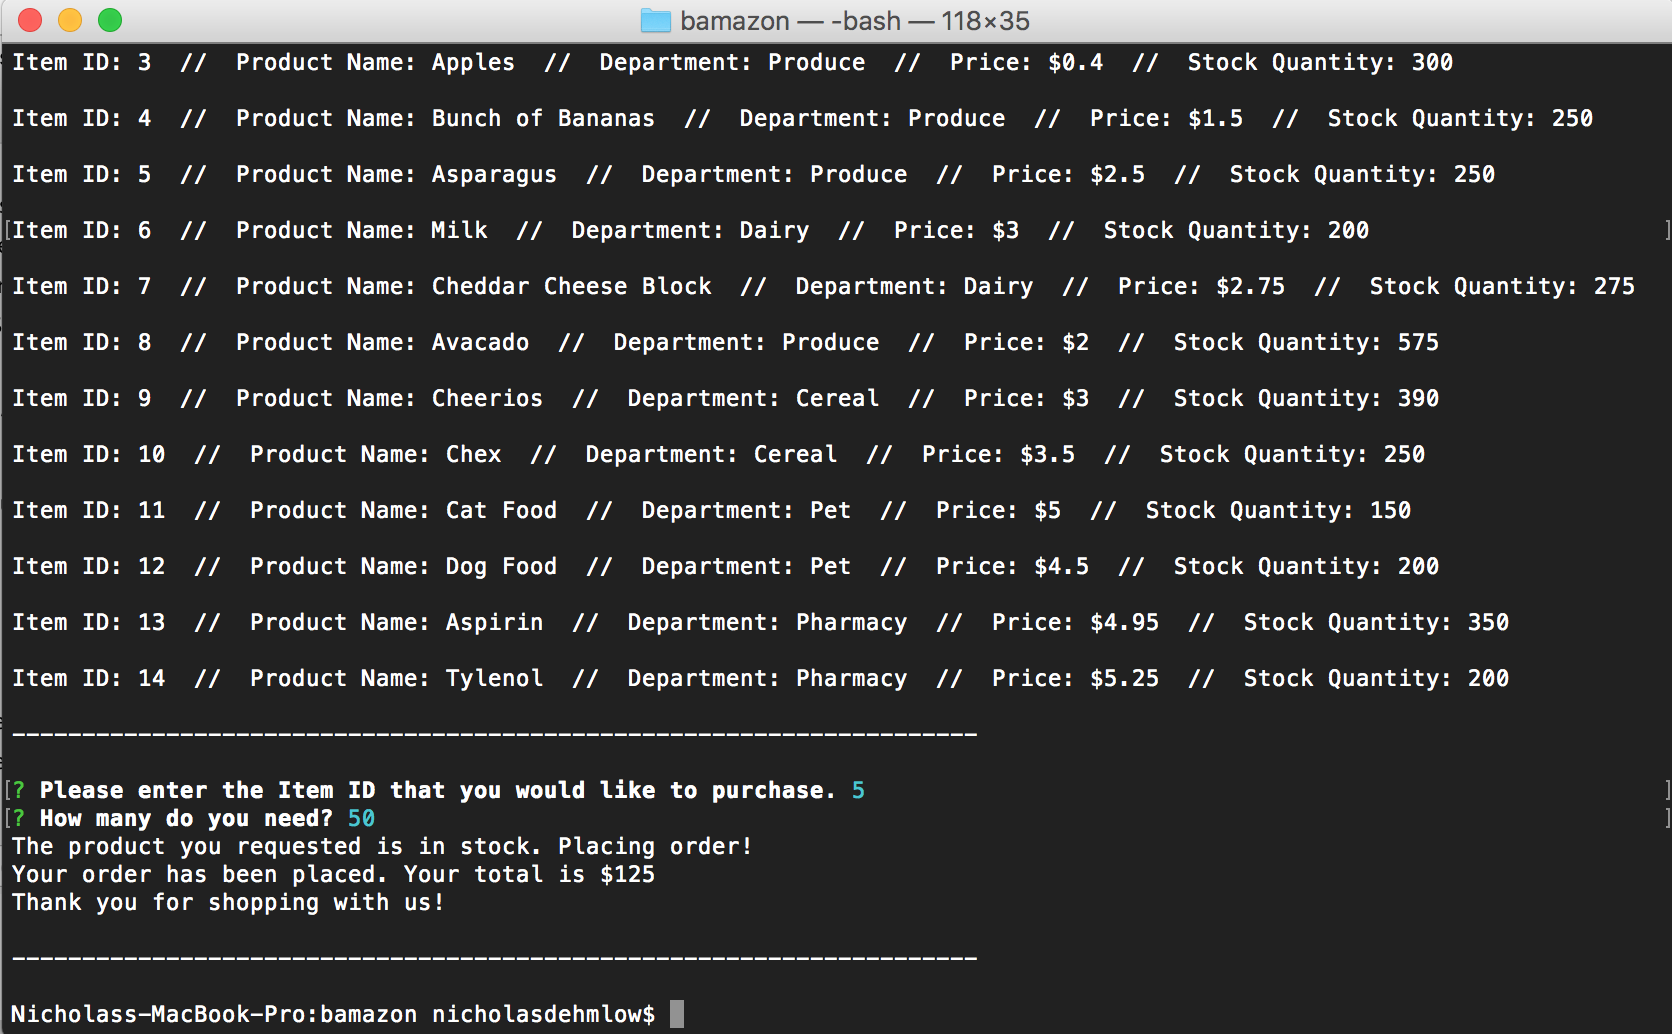 bamazon — -bash — 118×35
Item ID: 3  //  Product Name: Apples  //  Department: Produce  //  Price: $0.4  //  Stock Quantity: 300
Item ID: 4  //  Product Name: Bunch of Bananas  //  Department: Produce  //  Price: $1.5  //  Stock Quantity: 250
Item ID: 5  //  Product Name: Asparagus  //  Department: Produce  //  Price: $2.5  //  Stock Quantity: 250
[Item ID: 6  //  Product Name: Milk  //  Department: Dairy  //  Price: $3  //  Stock Quantity: 200 ]
Item ID: 7  //  Product Name: Cheddar Cheese Block  //  Department: Dairy  //  Price: $2.75  //  Stock Quantity: 275
Item ID: 8  //  Product Name: Avacado  //  Department: Produce  //  Price: $2  //  Stock Quantity: 575
Item ID: 9  //  Product Name: Cheerios  //  Department: Cereal  //  Price: $3  //  Stock Quantity: 390
Item ID: 10  //  Product Name: Chex  //  Department: Cereal  //  Price: $3.5  //  Stock Quantity: 250
Item ID: 11  //  Product Name: Cat Food  //  Department: Pet  //  Price: $5  //  Stock Quantity: 150
Item ID: 12  //  Product Name: Dog Food  //  Department: Pet  //  Price: $4.5  //  Stock Quantity: 200
Item ID: 13  //  Product Name: Aspirin  //  Department: Pharmacy  //  Price: $4.95  //  Stock Quantity: 350
Item ID: 14  //  Product Name: Tylenol  //  Department: Pharmacy  //  Price: $5.25  //  Stock Quantity: 200
---------------------------------------------------------------------
[? Please enter the Item ID that you would like to purchase. 5 ]
[? How many do you need? 50 ]
The product you requested is in stock. Placing order!
Your order has been placed. Your total is $125
Thank you for shopping with us!
---------------------------------------------------------------------
Nicholass-MacBook-Pro:bamazon nicholasdehmlow$